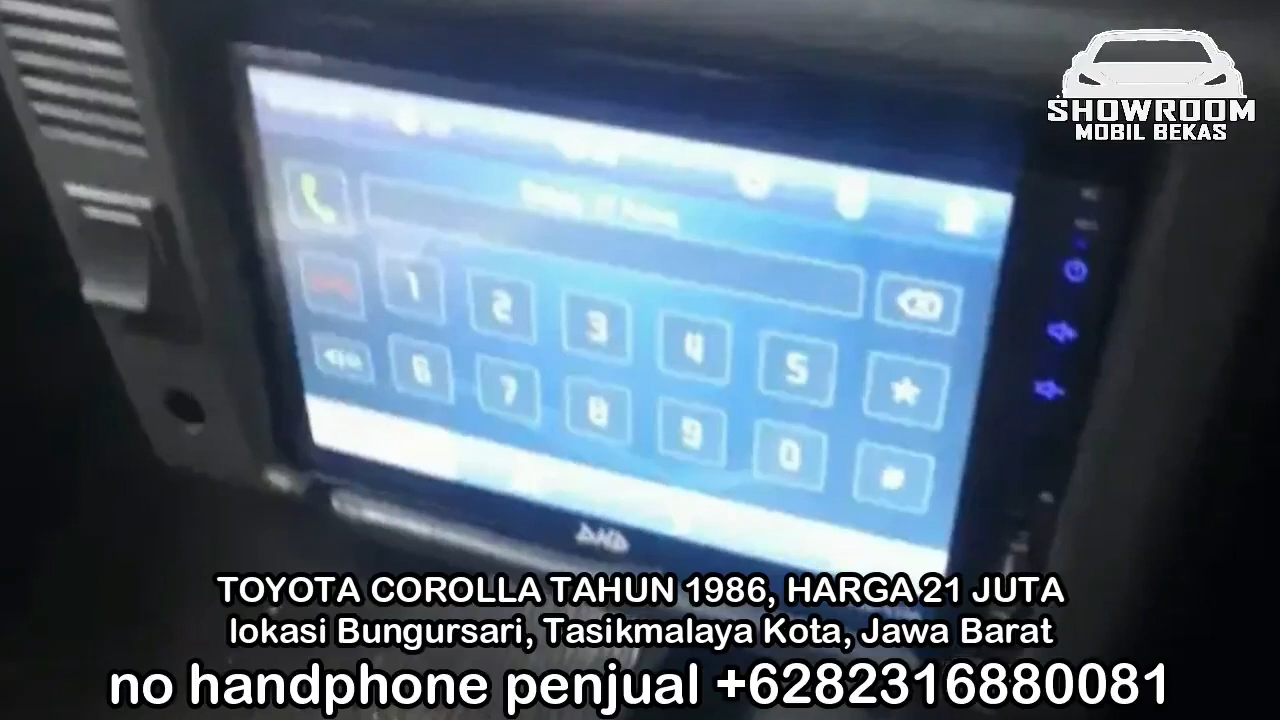 SHOWROOM
MOBIL BEKAS
1 2 3 4 5 *
6 7 8 9 0 #
DHD
TOYOTA COROLLA TAHUN 1986, HARGA 21 JUTA
lokasi Bungursari, Tasikmalaya Kota, Jawa Barat
no handphone penjual +6282316880081